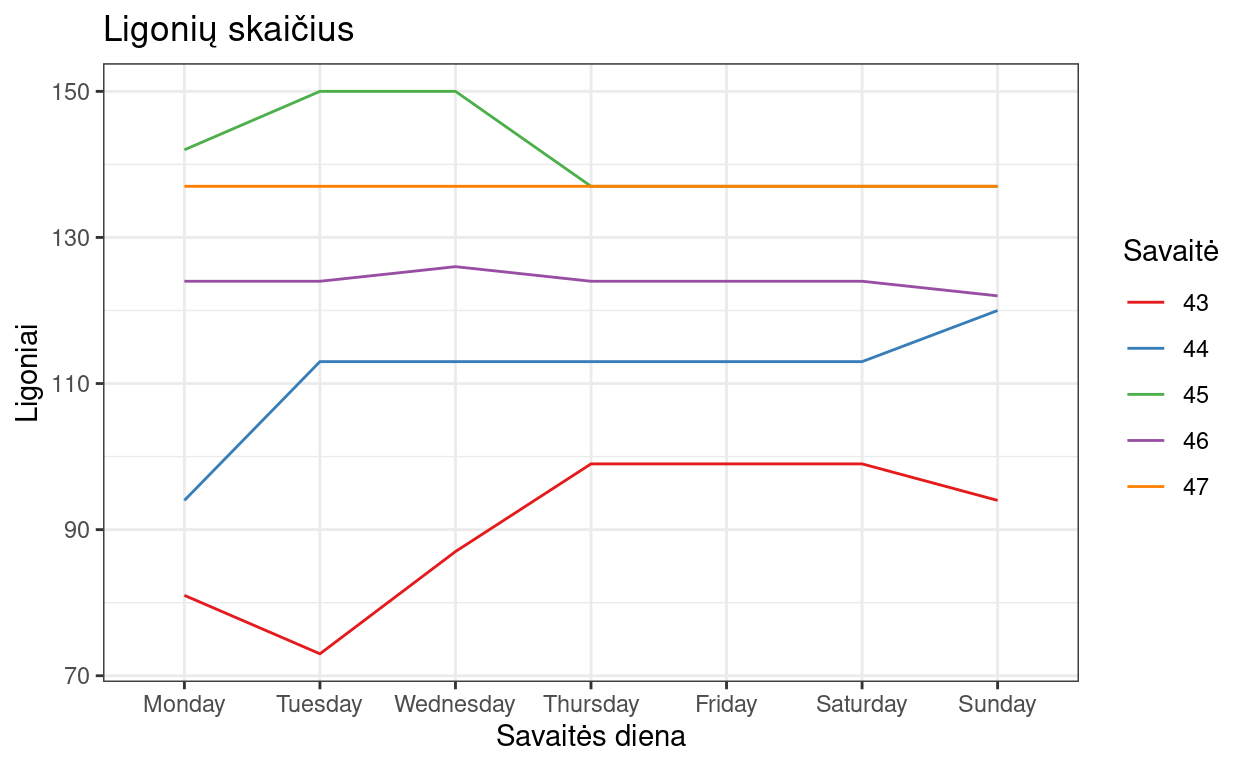 Ligonių skaičius
150
130
110
90
70
Ligoniai
Monday Tuesday Wednesday Thursday Friday Saturday Sunday
Savaitės diena
Savaitė
43
44
45
46
47